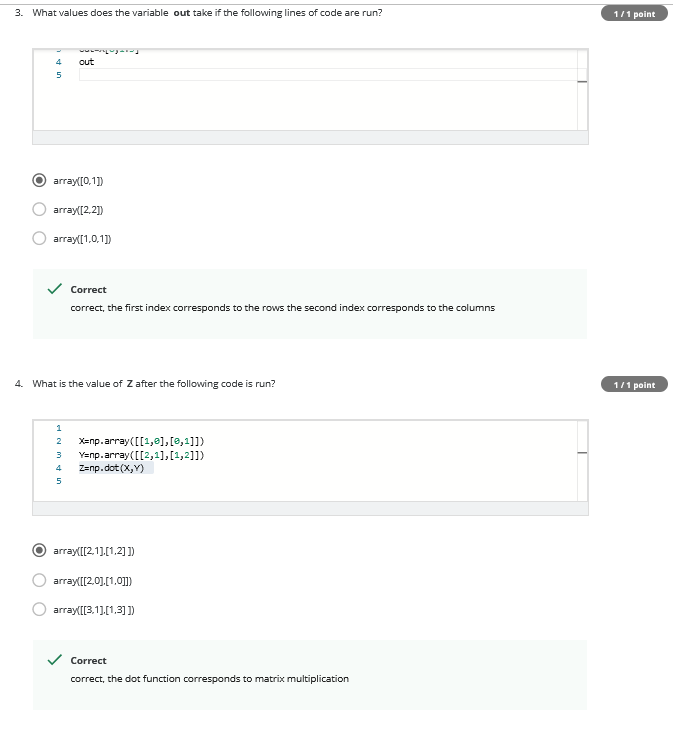 3. What values does the variable out take if the following lines of code are run?
1 / 1 point
4 out
5
array([0,1])
array([2,2])
array([1,0,1])
Correct
correct, the first index corresponds to the rows the second index corresponds to the columns
4. What is the value of Z after the following code is run?
1 / 1 point
1
2 X=np.array([[1,0],[0,1]])
3 Y=np.array([[2,1],[1,2]])
4 Z=np.dot(X,Y)
5
array([[2,1],[1,2] ])
array([[2,0],[1,0]])
array([[3,1],[1,3] ])
Correct
correct, the dot function corresponds to matrix multiplication